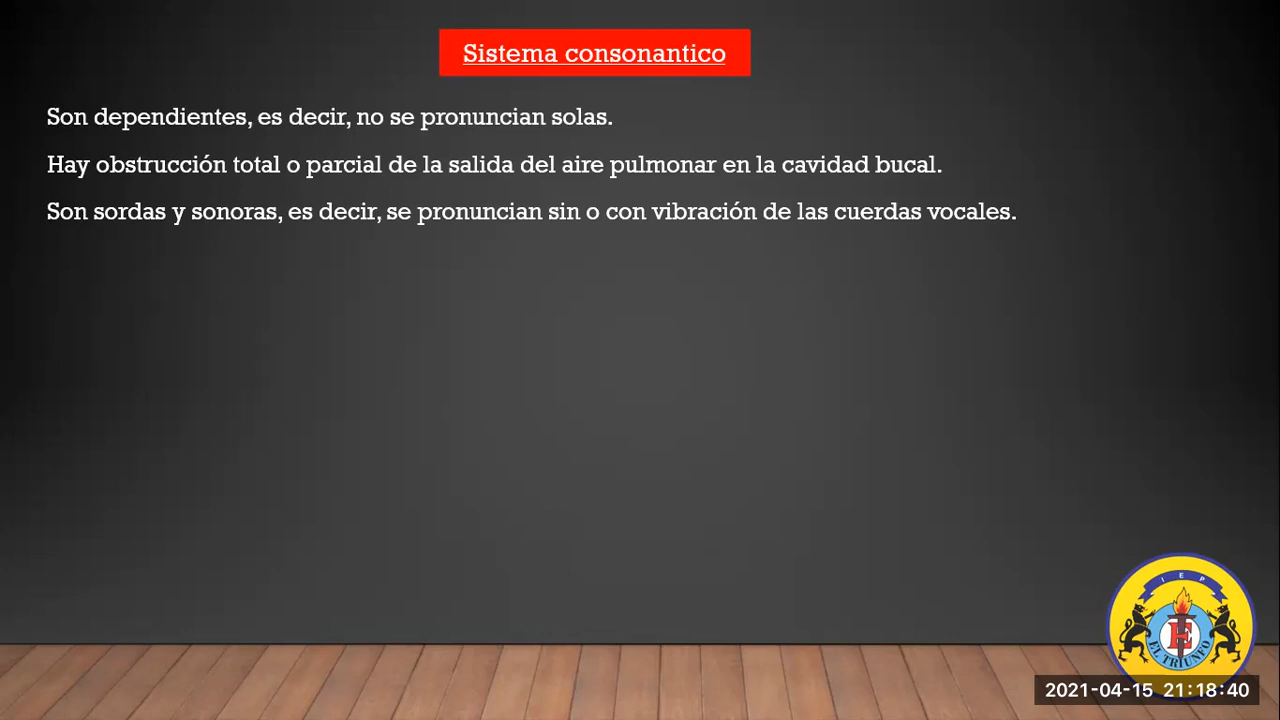 Sistema consonantico
Son dependientes, es decir, no se pronuncian solas.
Hay obstrucción total o parcial de la salida del aire pulmonar en la cavidad bucal.
Son sordas y sonoras, es decir, se pronuncian sin o con vibración de las cuerdas vocales.
I E P
E
EL TRIUNFO
2021-04-15 21:18:40